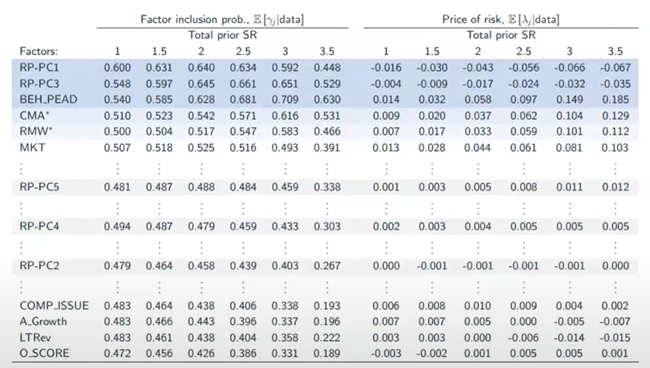 Factor inclusion prob., 𝔼[γj|data] Price of risk, 𝔼[λj|data]
Total prior SR Total prior SR
Factors: 1 1.5 2 2.5 3 3.5 1 1.5 2 2.5 3 3.5
RP-PC1 0.600 0.631 0.640 0.634 0.592 0.448 -0.016 -0.030 -0.043 -0.056 -0.066 -0.067
RP-PC3 0.548 0.597 0.645 0.661 0.651 0.529 -0.004 -0.009 -0.017 -0.024 -0.032 -0.035
BEH_PEAD 0.540 0.585 0.628 0.681 0.709 0.630 0.014 0.032 0.058 0.097 0.149 0.185
CMA* 0.510 0.523 0.542 0.571 0.616 0.531 0.009 0.020 0.037 0.062 0.104 0.129
RMW* 0.500 0.504 0.517 0.547 0.583 0.466 0.007 0.017 0.033 0.059 0.101 0.112
MKT 0.507 0.518 0.525 0.516 0.493 0.391 0.013 0.028 0.044 0.061 0.081 0.103
⋮ ⋮ ⋮ ⋮ ⋮ ⋮ ⋮ ⋮ ⋮ ⋮ ⋮ ⋮ ⋮
RP-PC5 0.481 0.487 0.488 0.484 0.459 0.338 0.001 0.003 0.005 0.008 0.011 0.012
⋮ ⋮ ⋮ ⋮ ⋮ ⋮ ⋮ ⋮ ⋮ ⋮ ⋮ ⋮ ⋮
RP-PC4 0.494 0.487 0.479 0.459 0.433 0.303 0.002 0.003 0.004 0.005 0.005 0.005
⋮ ⋮ ⋮ ⋮ ⋮ ⋮ ⋮ ⋮ ⋮ ⋮ ⋮ ⋮ ⋮
RP-PC2 0.479 0.464 0.458 0.439 0.403 0.267 0.000 -0.001 -0.001 -0.001 -0.001 0.000
⋮ ⋮ ⋮ ⋮ ⋮ ⋮ ⋮ ⋮ ⋮ ⋮ ⋮ ⋮ ⋮
COMP_ISSUE 0.483 0.464 0.438 0.406 0.338 0.193 0.006 0.008 0.010 0.009 0.004 0.002
A_Growth 0.483 0.466 0.443 0.396 0.337 0.196 0.007 0.007 0.005 0.000 -0.005 -0.007
LTRev 0.483 0.461 0.438 0.404 0.358 0.222 0.003 0.003 0.000 -0.006 -0.014 -0.015
O_SCORE 0.472 0.456 0.426 0.386 0.331 0.189 -0.003 -0.002 0.001 0.005 0.005 0.001